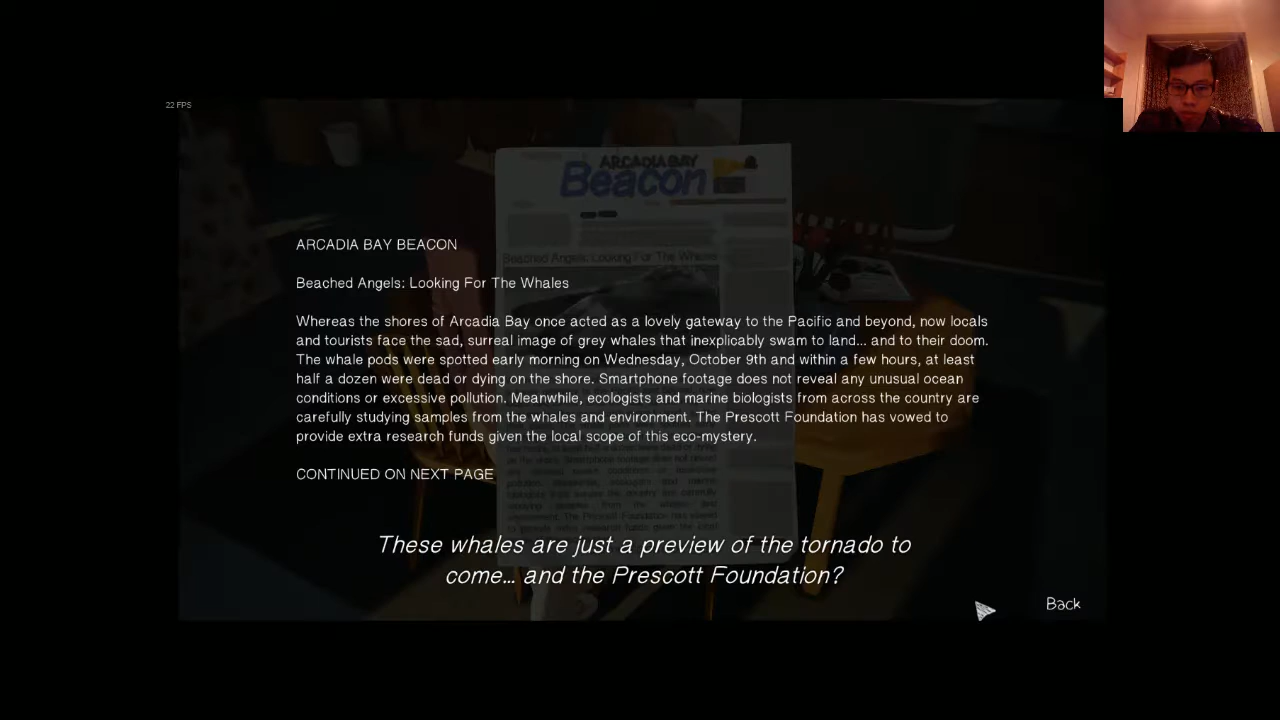 22 FPS
ARCADIA BAY
Beacon
Beached Angels: Looking For The Whales
ARCADIA BAY BEACON
Beached Angels: Looking For The Whales
Whereas the shores of Arcadia Bay once acted as a lovely gateway to the Pacific and beyond, now locals
and tourists face the sad, surreal image of grey whales that inexplicably swam to land... and to their doom.
The whale pods were spotted early morning on Wednesday, October 9th and within a few hours, at least
half a dozen were dead or dying on the shore. Smartphone footage does not reveal any unusual ocean
conditions or excessive pollution. Meanwhile, ecologists and marine biologists from across the country are
carefully studying samples from the whales and environment. The Prescott Foundation has vowed to
provide extra research funds given the local scope of this eco-mystery.
CONTINUED ON NEXT PAGE
These whales are just a preview of the tornado to
come... and the Prescott Foundation?
Back